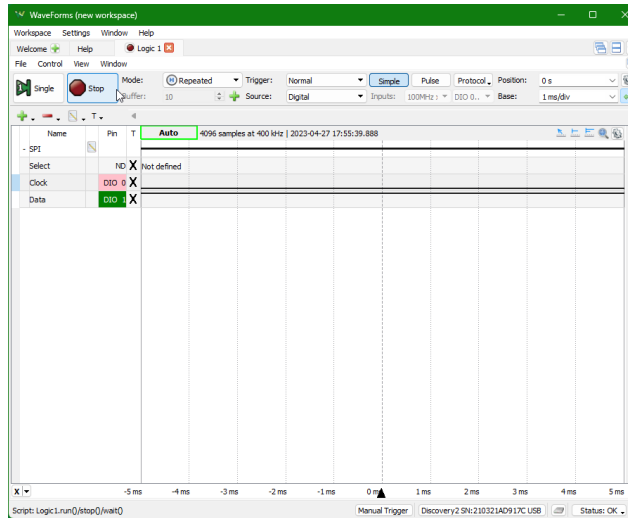 WaveForms (new workspace)
Workspace Settings Window Help
Welcome Help Logic 1
File Control View Window
Single Stop Mode: Repeated Trigger: Normal Simple Pulse Protocol Position: 0 s
Buffer: 10 Source: Digital Inputs: 100MHz : DIO 0.. Base: 1 ms/div
T
Name Pin T Auto 4096 samples at 400 kHz | 2023-04-27 17:55:39.888
- SPI
Select ND X Not defined
Clock DIO 0 X
Data DIO 1 X
X -5 ms -4 ms -3 ms -2 ms -1 ms 0 ms 1 ms 2 ms 3 ms 4 ms 5 ms
Script: Logic1.run()/stop()/wait() Manual Trigger Discovery2 SN:210321AD917C USB Status: OK